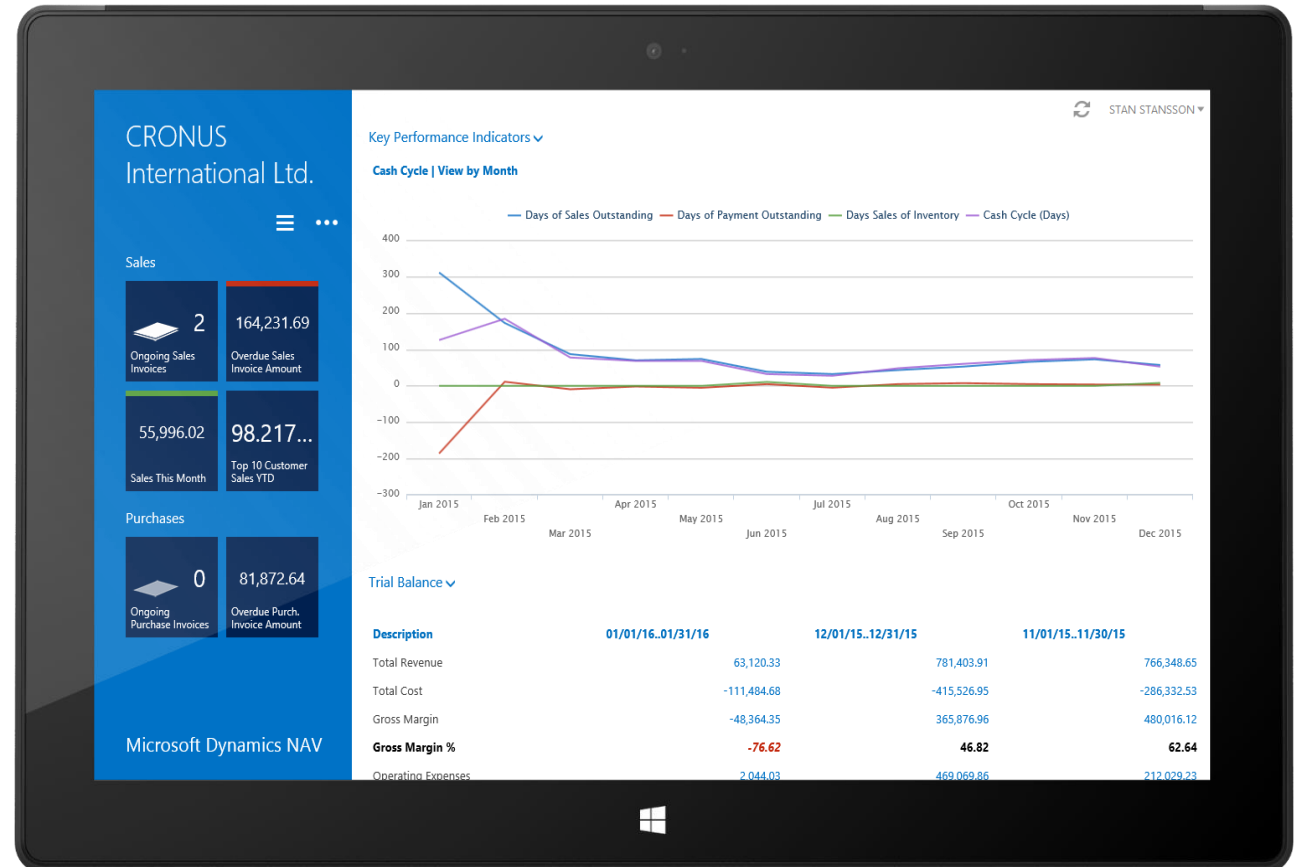 CRONUS
International Ltd.
Sales
2
Ongoing Sales
Invoices
164,231.69
Overdue Sales
Invoice Amount
55,996.02
Sales This Month
98.217...
Top 10 Customer
Sales YTD
Purchases
0
Ongoing
Purchase Invoices
81,872.64
Overdue Purch.
Invoice Amount
Microsoft Dynamics NAV
STAN STANSSON
Key Performance Indicators
Cash Cycle | View by Month
Days of Sales Outstanding Days of Payment Outstanding Days Sales of Inventory Cash Cycle (Days)
400
300
200
100
0
-100
-200
-300
Jan 2015 Apr 2015 Jul 2015 Oct 2015
Feb 2015 May 2015 Aug 2015 Nov 2015
Mar 2015 Jun 2015 Sep 2015 Dec 2015
Trial Balance
Description 01/01/16..01/31/16 12/01/15..12/31/15 11/01/15..11/30/15
Total Revenue 63,120.33 781,403.91 766,348.65
Total Cost -111,484.68 -415,526.95 -286,332.53
Gross Margin -48,364.35 365,876.96 480,016.12
Gross Margin % -76.62 46.82 62.64
Operating Expenses 2,044.03 469,069.86 212,029.23